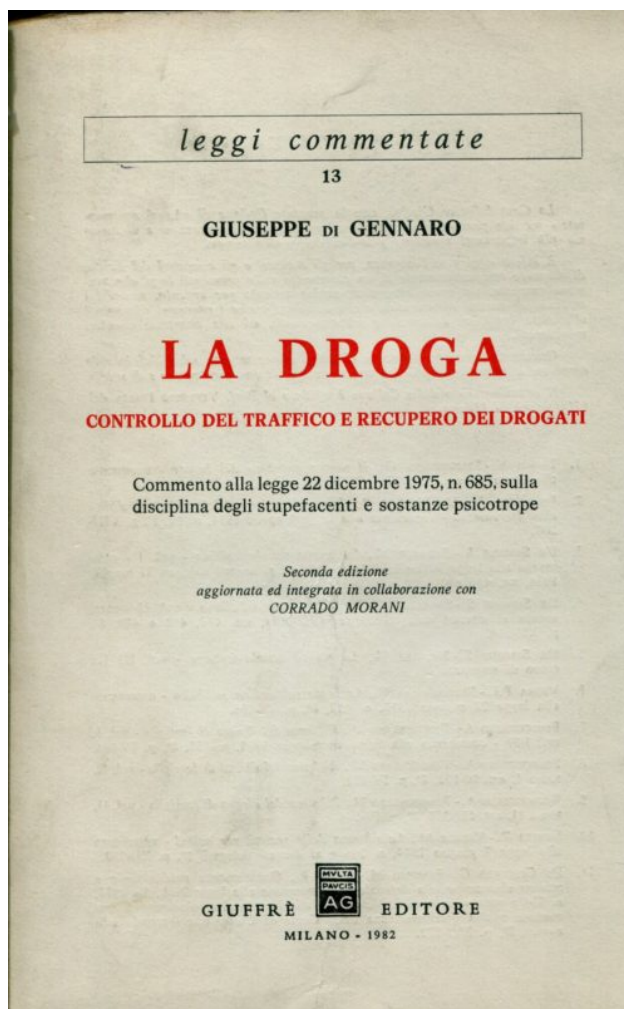 leggi commentate
13
GIUSEPPE DI GENNARO
LA DROGA
CONTROLLO DEL TRAFFICO E RECUPERO DEI DROGATI
Commento alla legge 22 dicembre 1975, n. 685, sulla
disciplina degli stupefacenti e sostanze psicotrope
Seconda edizione
aggiornata ed integrata in collaborazione con
CORRADO MORANI
MVLTA
PAVCIS
AG
GIUFFRÈ EDITORE
MILANO - 1982